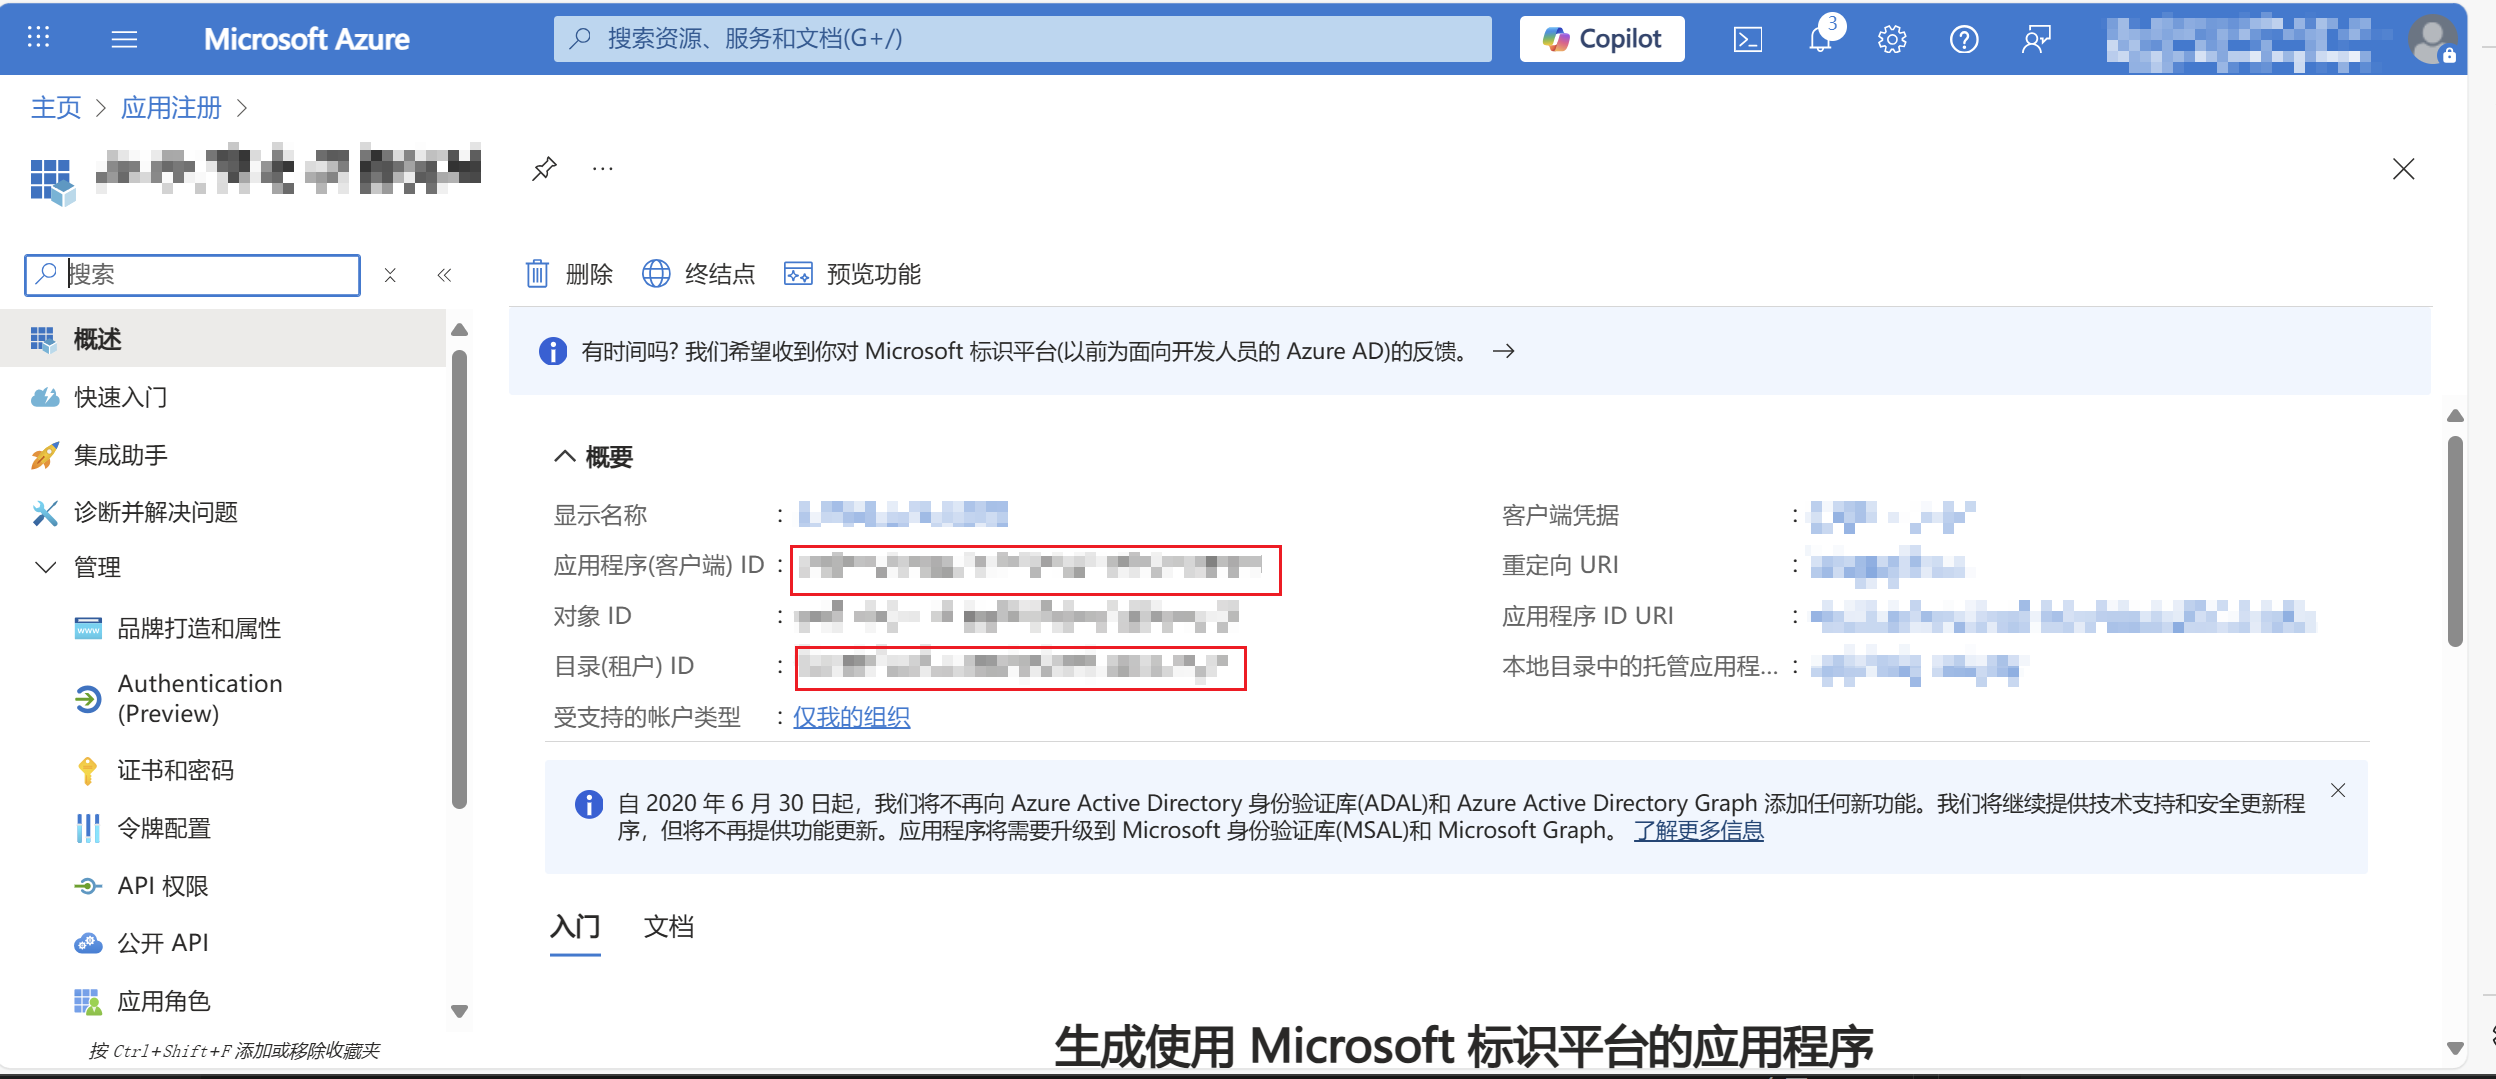 Microsoft Azure
搜索资源、服务和文档(G+/)
Copilot
3
主页 > 应用注册 >
搜索
删除
终结点
预览功能
有时间吗? 我们希望收到你对 Microsoft 标识平台(以前为面向开发人员的 Azure AD)的反馈。 →
概述
快速入门
集成助手
诊断并解决问题
管理
品牌打造和属性
Authentication
(Preview)
证书和密码
令牌配置
API 权限
公开 API
应用角色
按 Ctrl+Shift+F 添加或移除收藏夹
概要
显示名称 :
应用程序(客户端) ID :
对象 ID :
目录(租户) ID :
受支持的帐户类型 : 仅我的组织
客户端凭据 :
重定向 URI :
应用程序 ID URI :
本地目录中的托管应用程... :
自 2020 年 6 月 30 日起，我们将不再向 Azure Active Directory 身份验证库(ADAL)和 Azure Active Directory Graph 添加任何新功能。我们将继续提供技术支持和安全更新程
序，但将不再提供功能更新。应用程序将需要升级到 Microsoft 身份验证库(MSAL)和 Microsoft Graph。 了解更多信息
入门
文档
生成使用 Microsoft 标识平台的应用程序